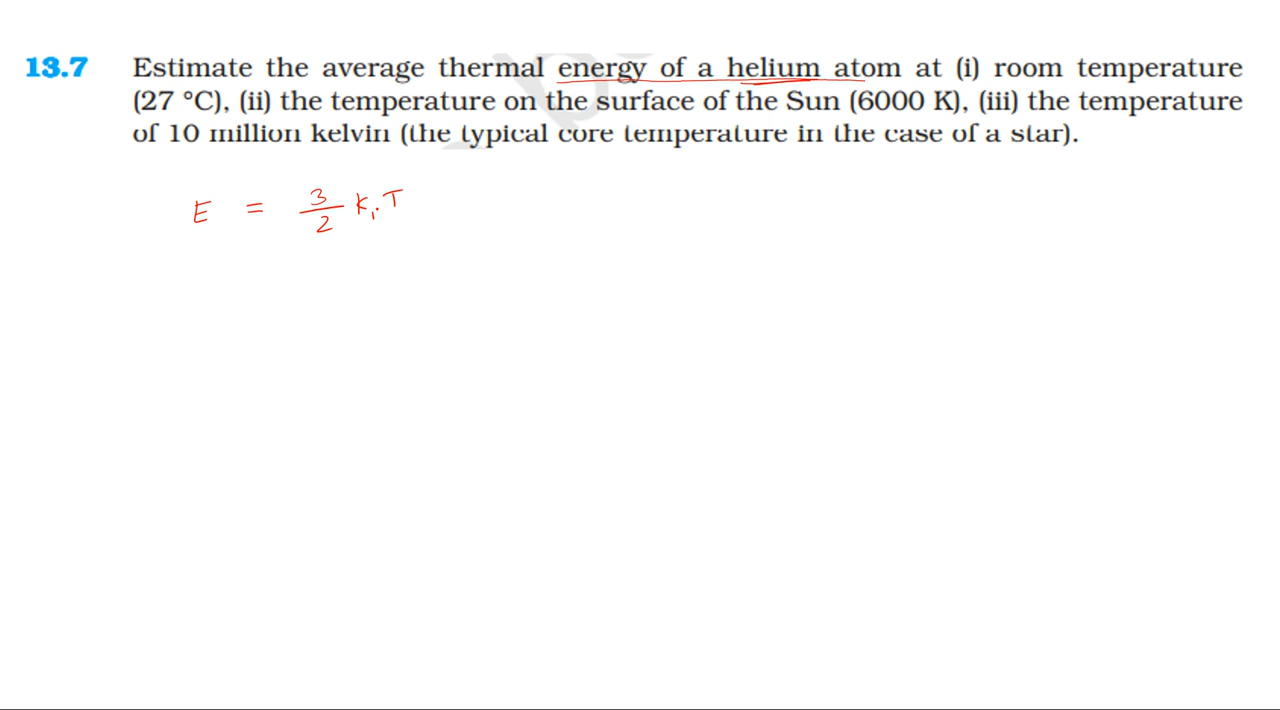 13.7 Estimate the average thermal energy of a helium atom at (i) room temperature
(27 °C), (ii) the temperature on the surface of the Sun (6000 K), (iii) the temperature
of 10 million kelvin (the typical core temperature in the case of a star).
E = 3/2 K, T